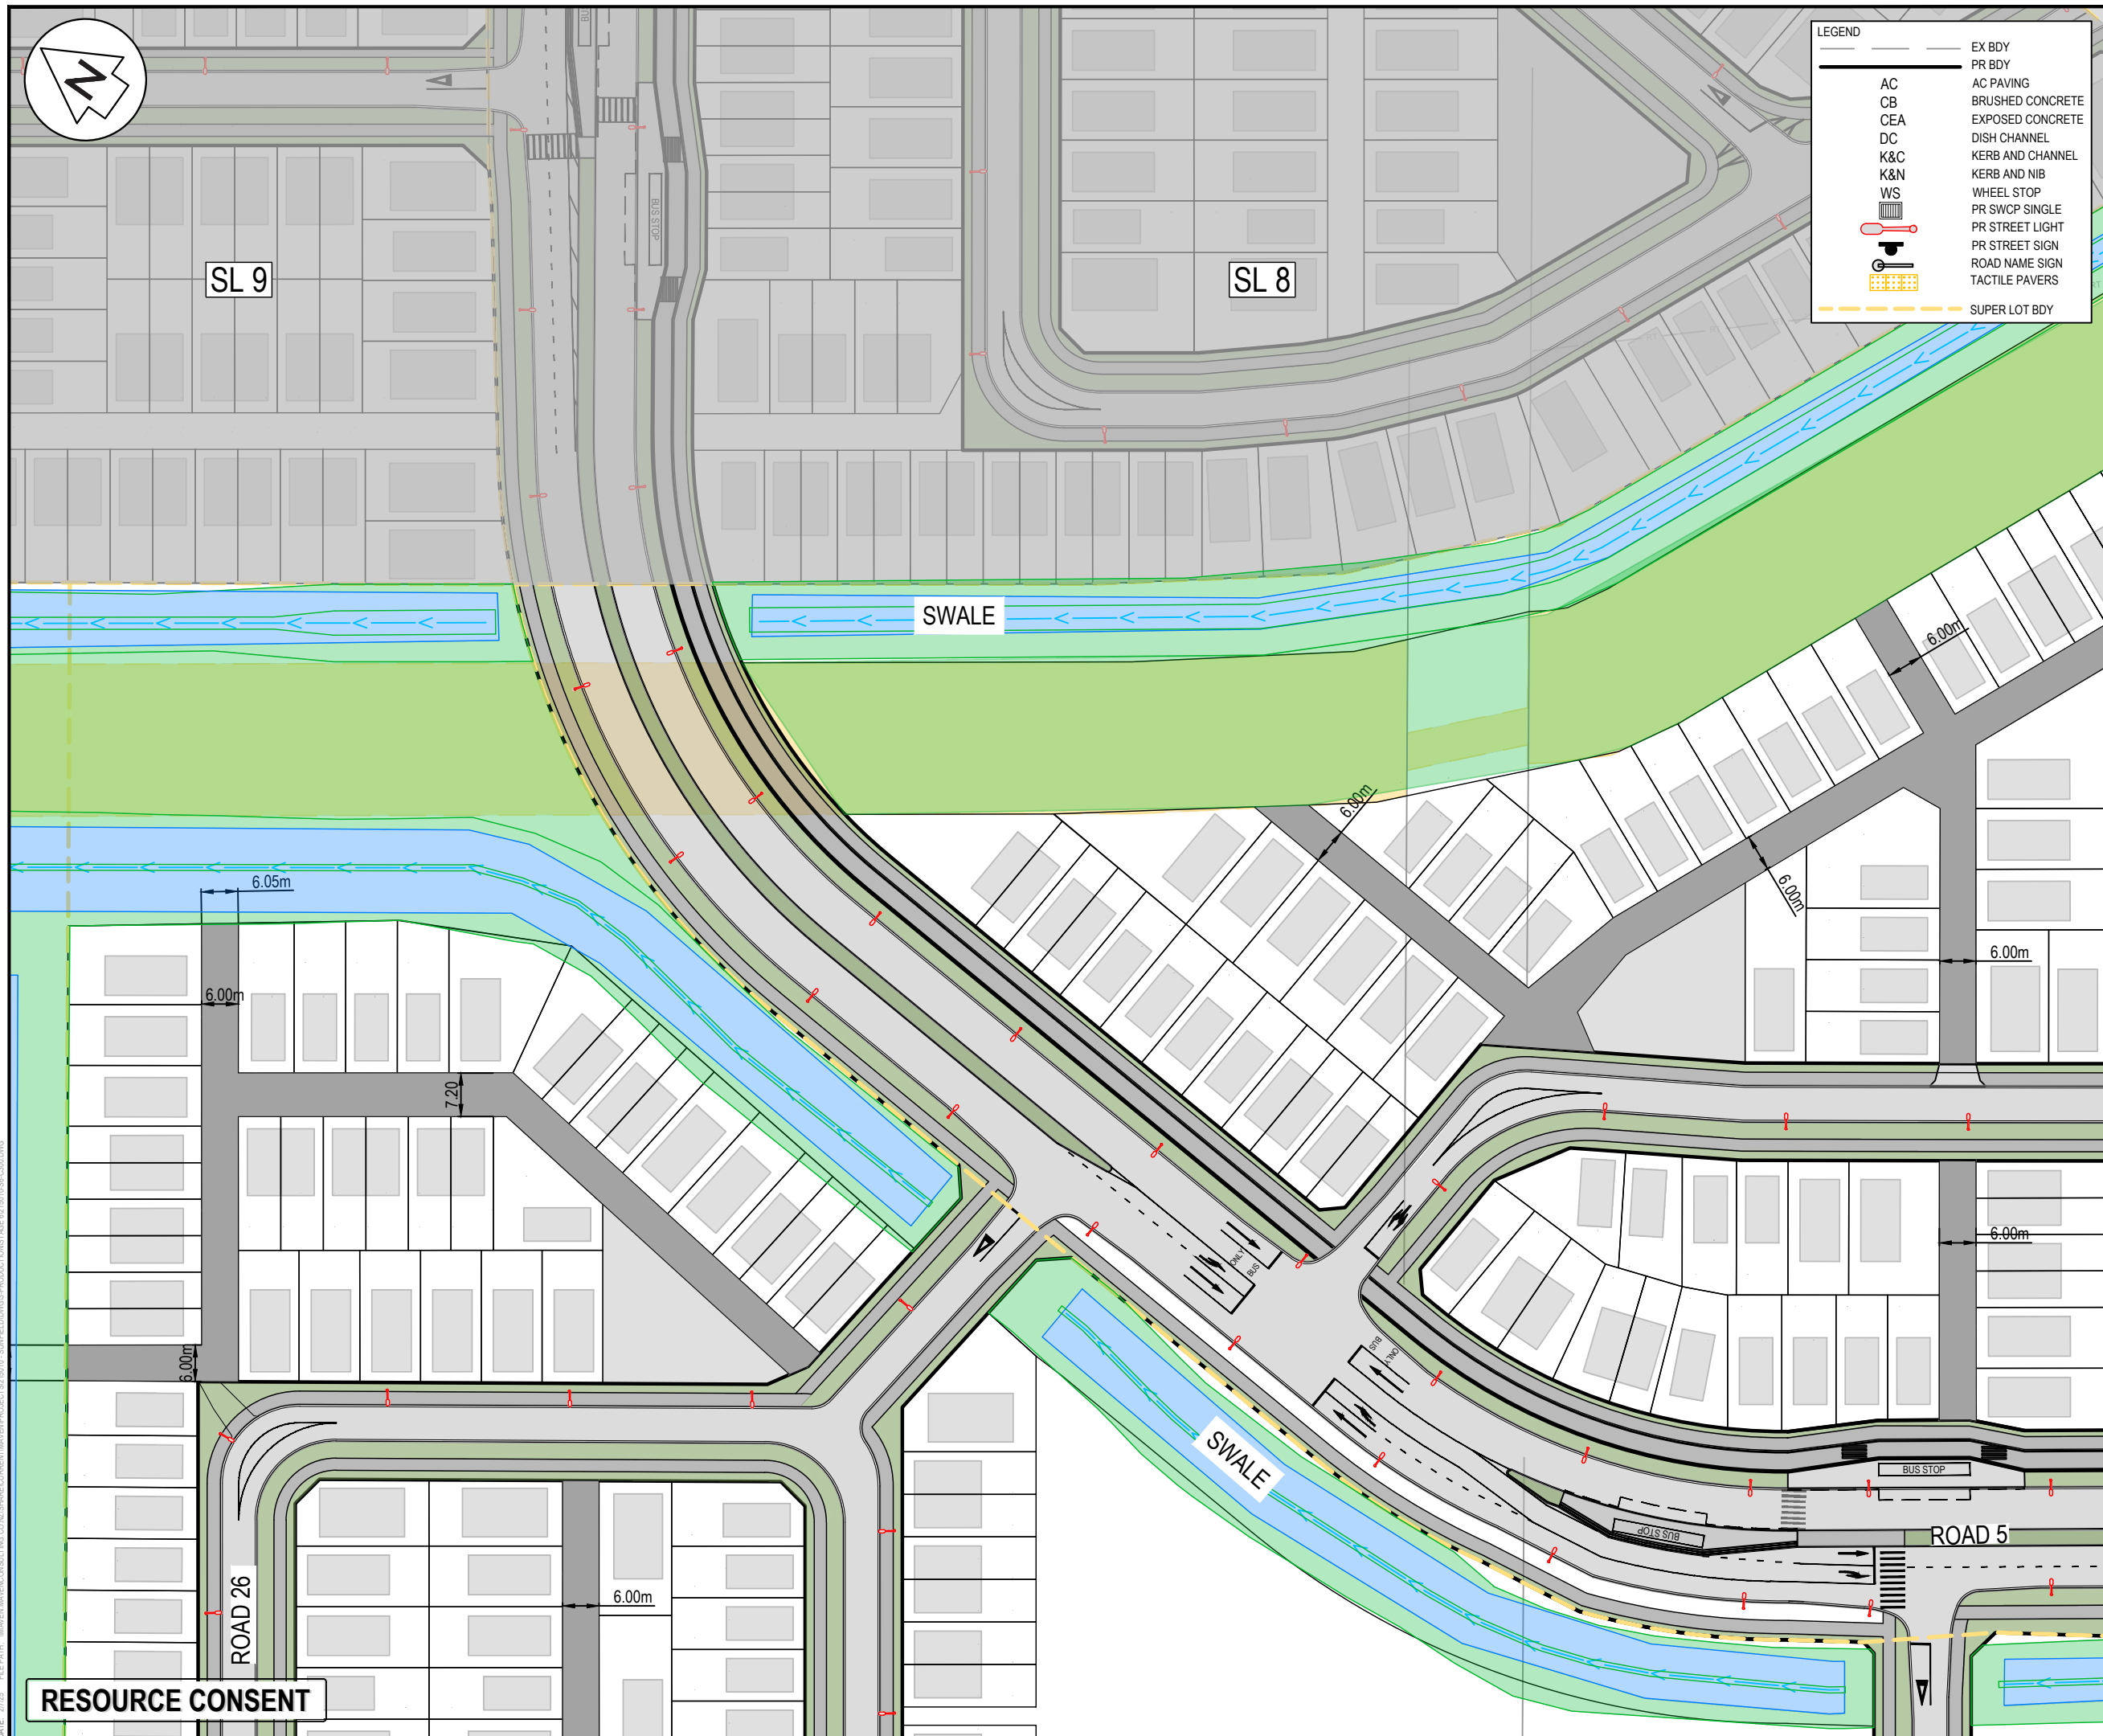 N
LEGEND
EX BDY
PR BDY
AC AC PAVING
CB BRUSHED CONCRETE
CEA EXPOSED CONCRETE
DC DISH CHANNEL
K&C KERB AND CHANNEL
K&N KERB AND NIB
WS WHEEL STOP
PR SWCP SINGLE
PR STREET LIGHT
PR STREET SIGN
ROAD NAME SIGN
TACTILE PAVERS
SUPER LOT BDY
BUS STOP
SL 9
SL 8
SWALE
6.00m
6.00m
6.05m
6.00m
6.00m
6.00m
7.20
6.00m
ONLY
BUS
6.00m
BUS
ONLY
SWALE
BUS STOP
BUS STOP
ROAD 5
ROAD 26
6.00m
RESOURCE CONSENT